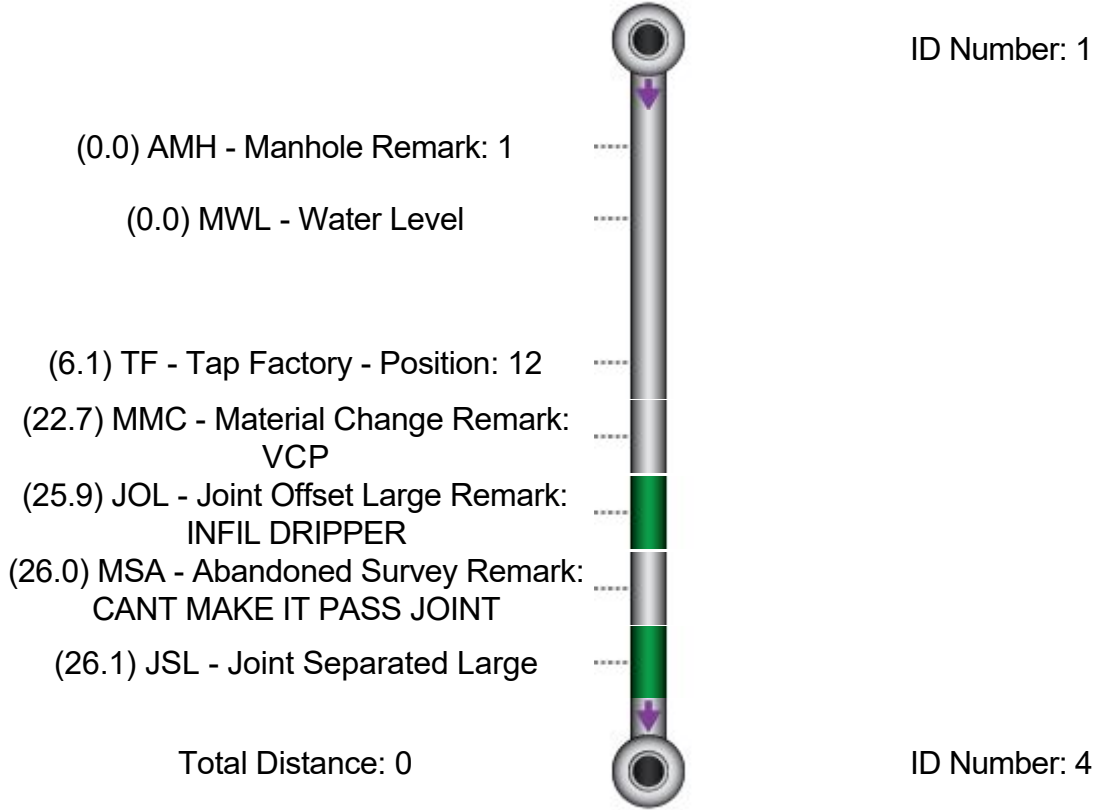 ID Number: 1
(0.0) AMH - Manhole Remark: 1
(0.0) MWL - Water Level
(6.1) TF - Tap Factory - Position: 12
(22.7) MMC - Material Change Remark:
VCP
(25.9) JOL - Joint Offset Large Remark:
INFIL DRIPPER
(26.0) MSA - Abandoned Survey Remark:
CANT MAKE IT PASS JOINT
(26.1) JSL - Joint Separated Large
Total Distance: 0
ID Number: 4